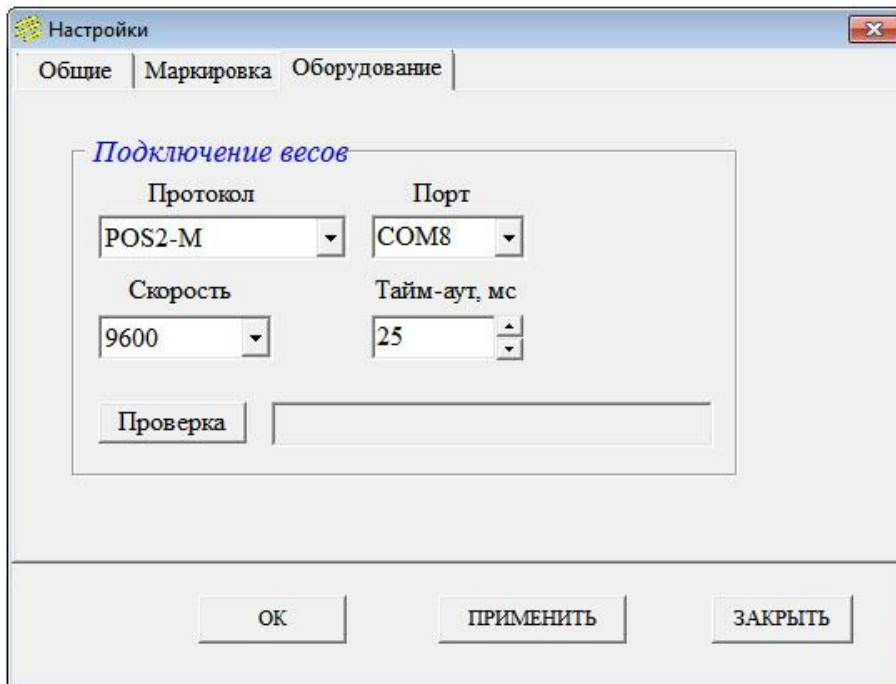 Настройки
Общие Маркировка Оборудование
Подключение весов
Протокол Порт
POS2-M COM8
Скорость Тайм-аут, мс
9600 25
Проверка
ОК ПРИМЕНИТЬ ЗАКРЫТЬ